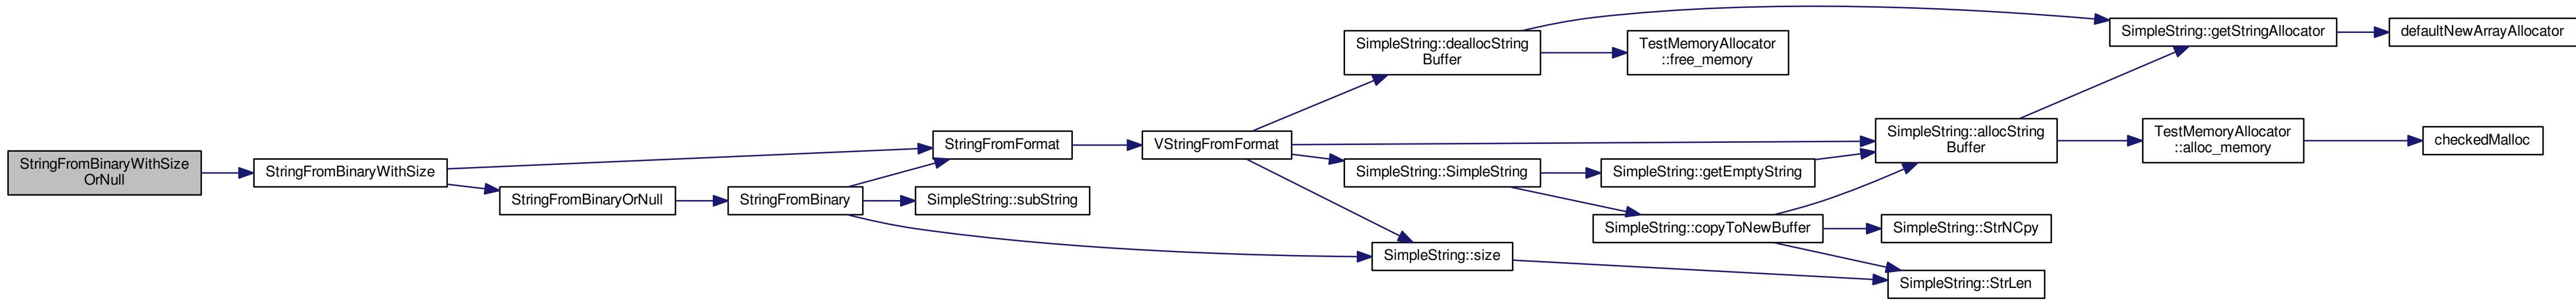 StringFromBinaryWithSize
OrNull
StringFromBinaryWithSize
StringFromFormat
StringFromBinaryOrNull
StringFromBinary
SimpleString::subString
VStringFromFormat
SimpleString::deallocString
Buffer
TestMemoryAllocator
::free_memory
SimpleString::SimpleString
SimpleString::getEmptyString
SimpleString::copyToNewBuffer
SimpleString::size
SimpleString::allocString
Buffer
SimpleString::StrNCpy
SimpleString::StrLen
SimpleString::getStringAllocator
defaultNewArrayAllocator
TestMemoryAllocator
::alloc_memory
checkedMalloc